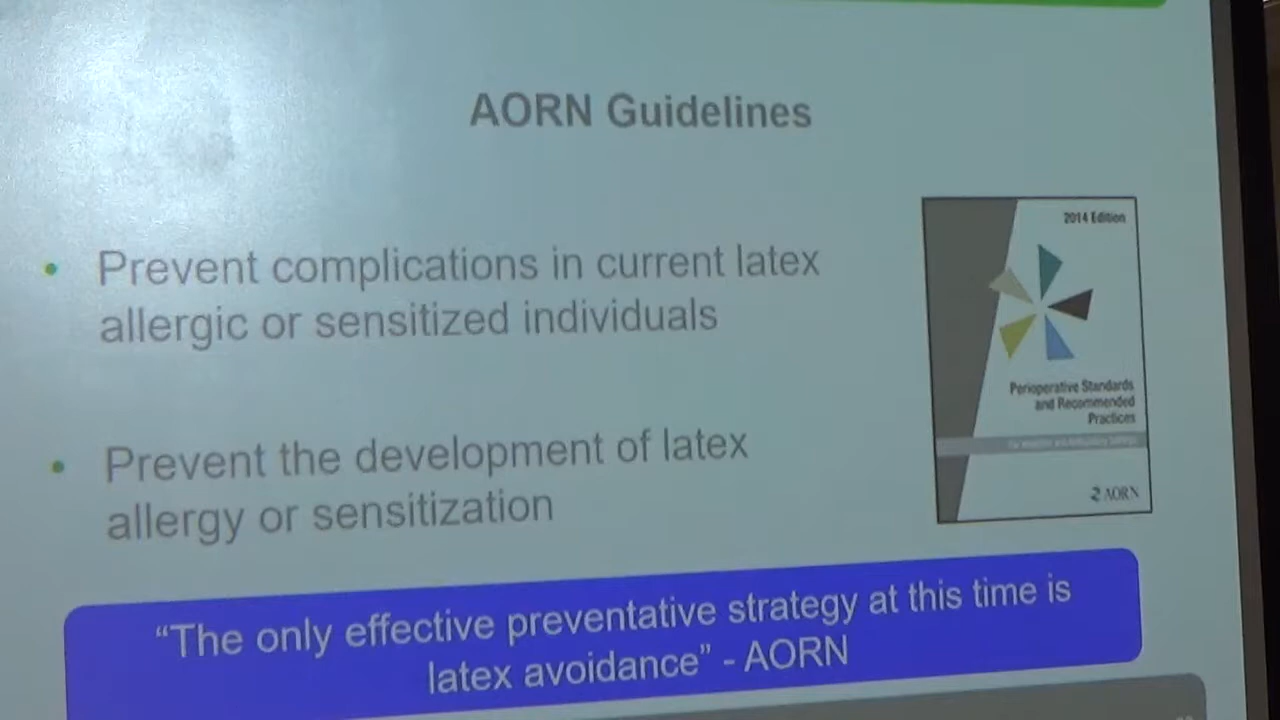 AORN Guidelines
• Prevent complications in current latex
allergic or sensitized individuals
• Prevent the development of latex
allergy or sensitization
2014 Edition
Perioperative Standards
and Recommended
Practices
AORN
“The only effective preventative strategy at this time is
latex avoidance” - AORN